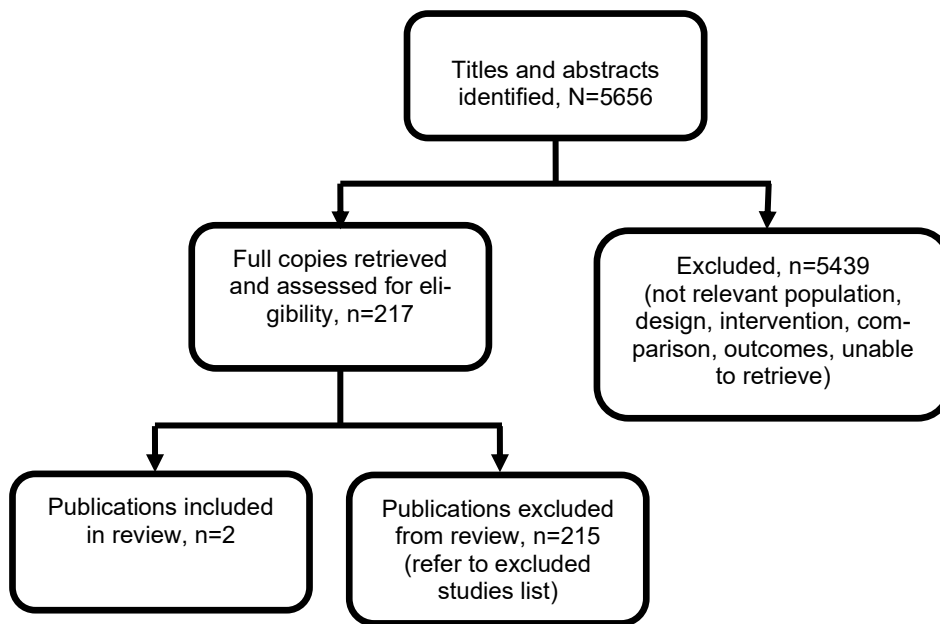 Titles and abstracts
identified, N=5656
Full copies retrieved
and assessed for eli-
gibility, n=217
Excluded, n=5439
(not relevant population,
design, intervention, com-
parison, outcomes, unable
to retrieve)
Publications included
in review, n=2
Publications excluded
from review, n=215
(refer to excluded
studies list)